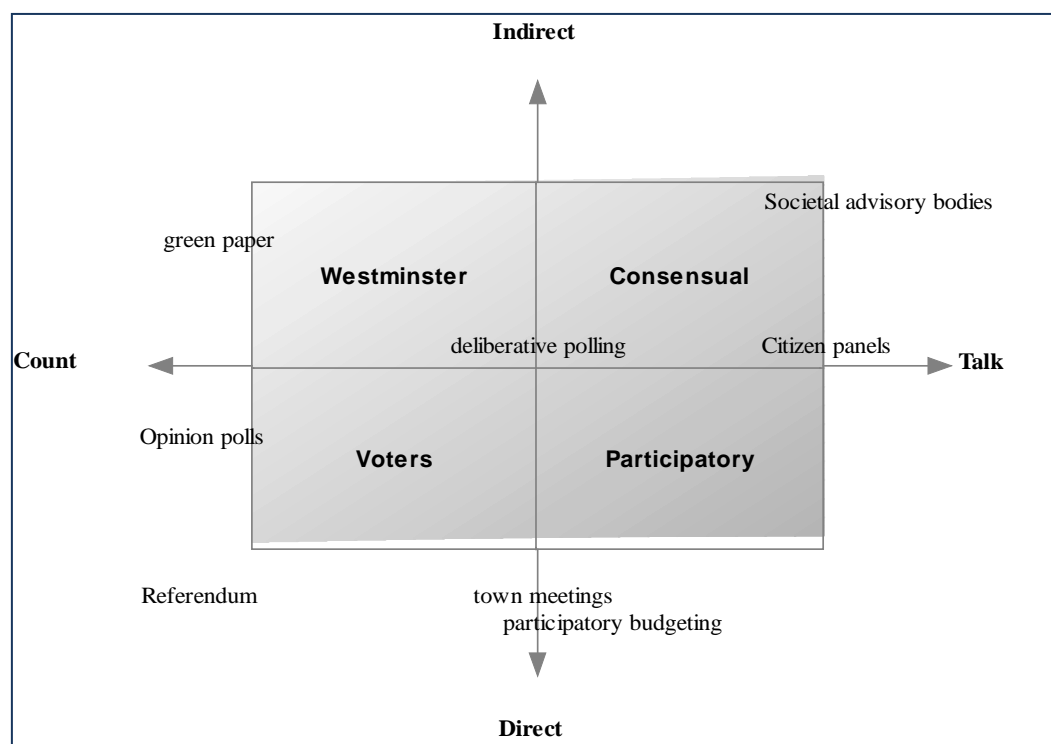 Indirect
Societal advisory bodies
green paper
Westminster
Consensual
deliberative polling
Citizen panels
Count
Talk
Opinion polls
Voters
Participatory
Referendum
town meetings
participatory budgeting
Direct